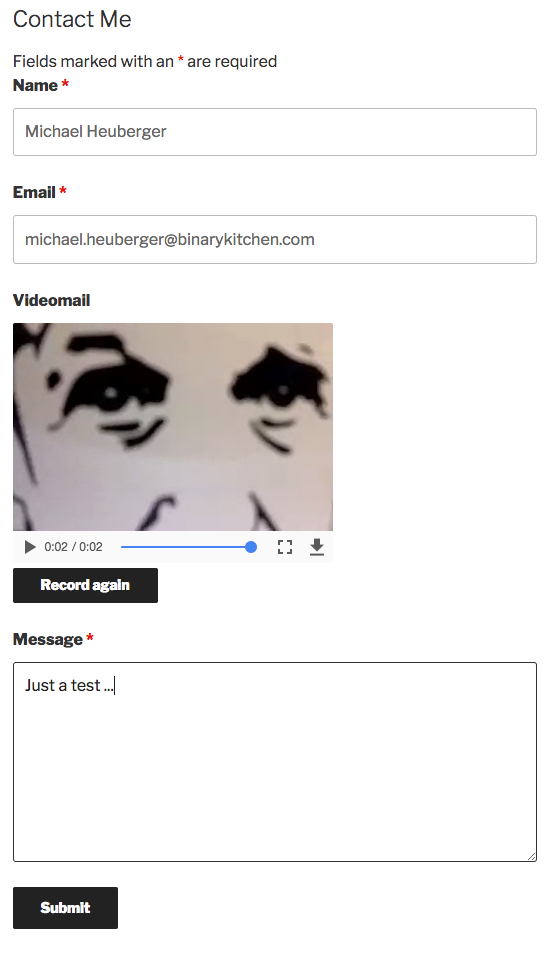 Contact Me
Fields marked with an * are required
Name *
Michael Heuberger
Email *
michael.heuberger@binarykitchen.com
Videomail
0:02 / 0:02
Record again
Message *
Just a test ...
Submit